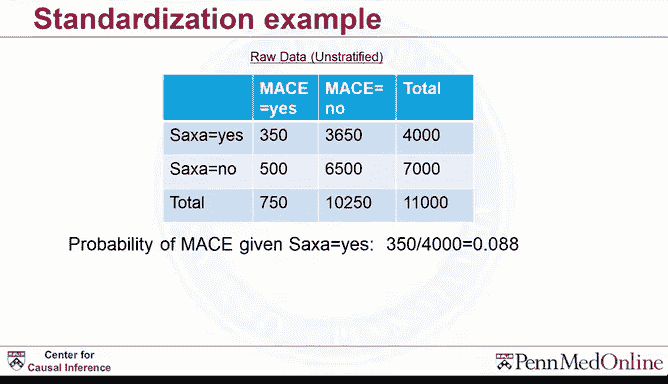 Standardization example
Raw Data (Unstratified)
MACE =yes MACE= no Total
Saxa=yes 350 3650 4000
Saxa=no 500 6500 7000
Total 750 10250 11000
Probability of MACE given Saxa=yes: 350/4000=0.088
Center for
Causal Inference
PennMedOnline